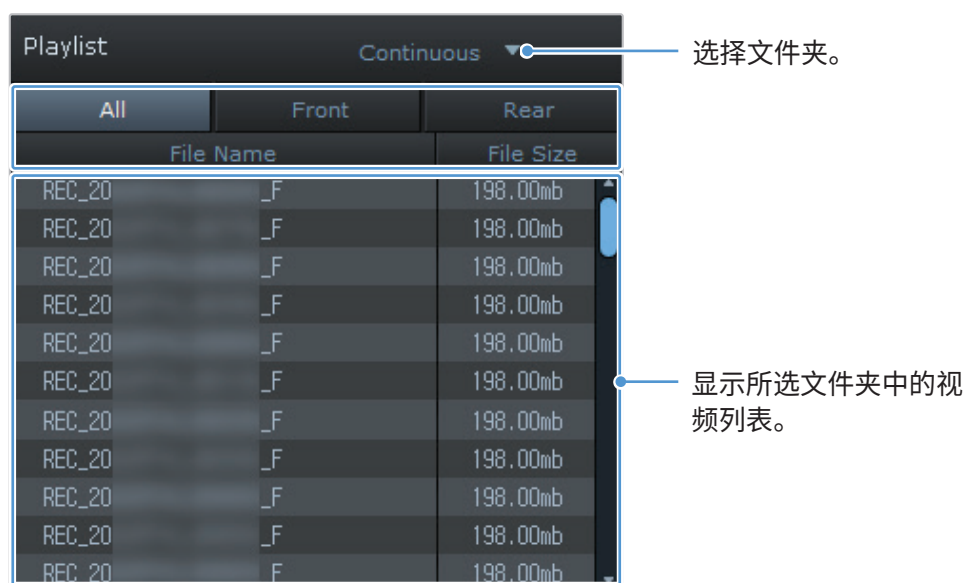 Playlist Continuous 选择文件夹。
All Front Rear
File Name File Size
REC_20 _F 198.00mb
REC_20 _F 198.00mb
REC_20 _F 198.00mb
REC_20 _F 198.00mb
REC_20 _F 198.00mb
REC_20 _F 198.00mb
显示所选文件夹中的视
频列表。
REC_20 _F 198.00mb
REC_20 _F 198.00mb
REC_20 _F 198.00mb
REC_20 _F 198.00mb
REC_20 _F 198.00mb